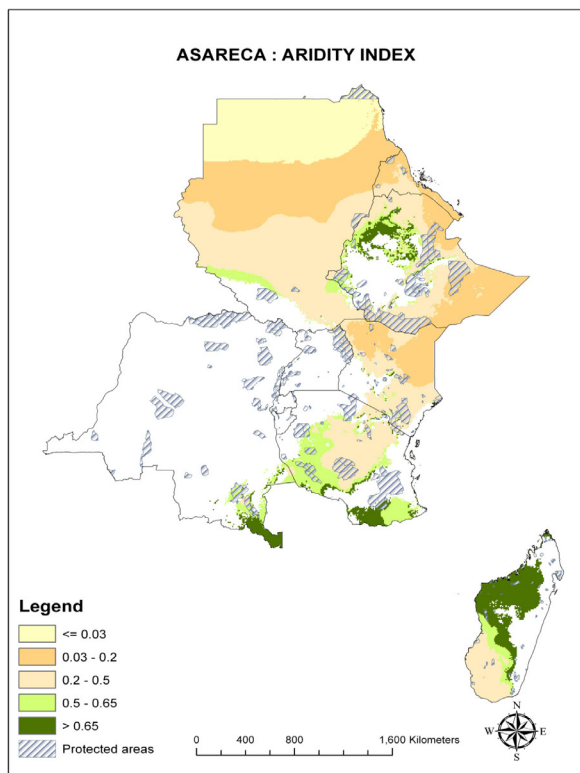 ASARECA : ARIDITY INDEX
Legend
<= 0.03
0.03 - 0.2
0.2 - 0.5
0.5 - 0.65
> 0.65
Protected areas
0 400 800 1,600 Kilometers
N
W E
S